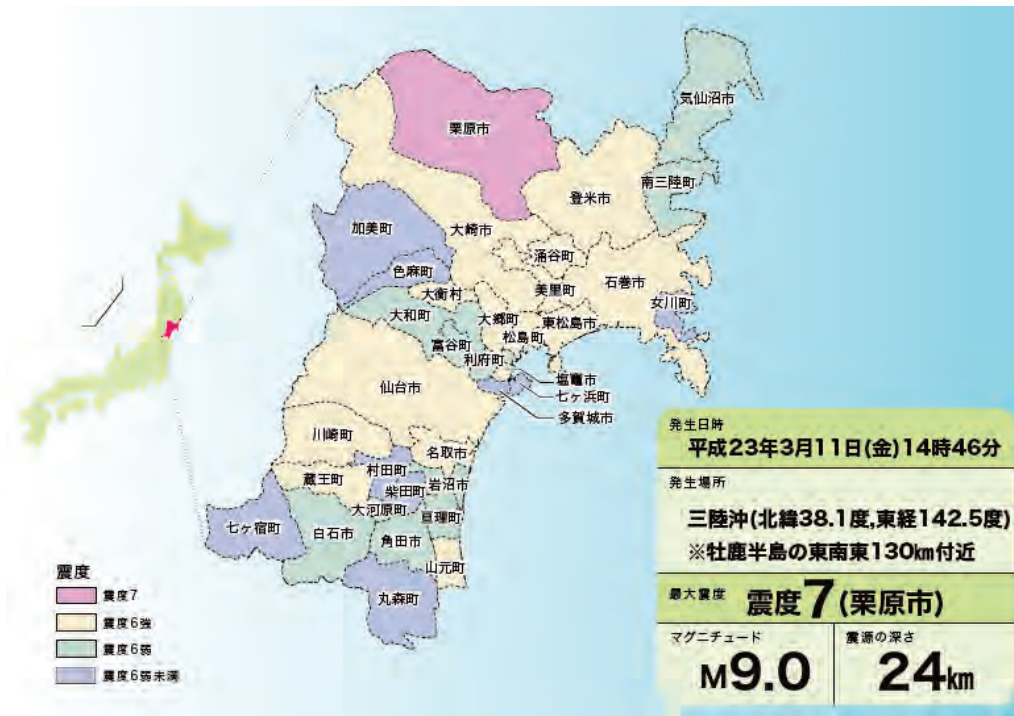 気仙沼市
栗原市
南三陸町
登米市
加美町
大崎市
涌谷町
色麻町
石巻市
大衡村
美里町
女川町
大和町
大郷町
東松島市
松島町
富谷町
利府町
塩竈市
仙台市
七ヶ浜町
多賀城市
川崎町
名取市
村田町
蔵王町
岩沼市
柴田町
大河原町
亘理町
七ヶ宿町
白石市
角田市
山元町
丸森町
震度
震度7
震度6強
震度6弱
震度6弱未満
発生日時
平成23年3月11日(金)14時46分
発生場所
三陸沖(北緯38.1度,東経142.5度)
※牡鹿半島の東南東130km付近
最大震度 震度7(栗原市)
マグニチュード
M9.0
震源の深さ
24km